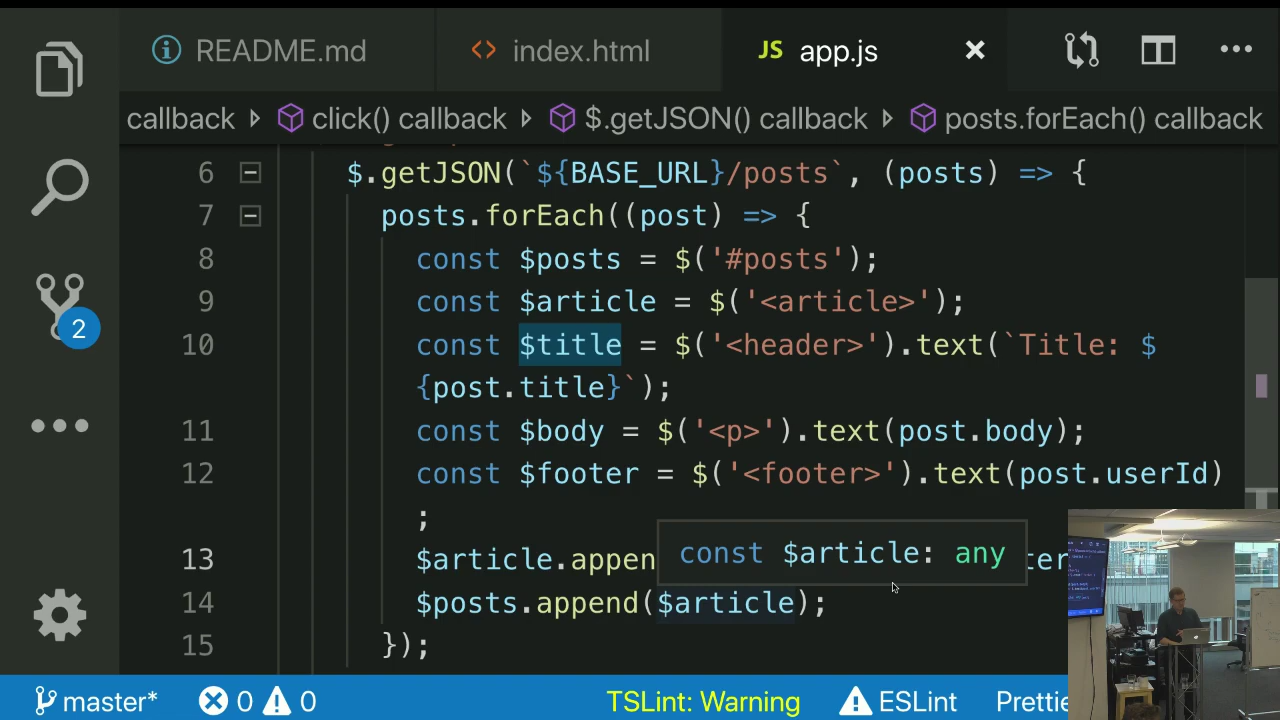 README.md
index.html
JS app.js
callback click() callback $.getJSON() callback posts.forEach() callback
6 $.getJSON(`${BASE_URL}/posts`, (posts) => {
7 posts.forEach((post) => {
8 const $posts = $('#posts');
9 const $article = $('<article>');
10 const $title = $('<header>').text(`Title: $
{post.title}`);
11 const $body = $('<p>').text(post.body);
12 const $footer = $('<footer>').text(post.userId)
;
2
const $article: any
13 $article.appen
14 $posts.append($article);
15 });
master* 0 0 TSLint: Warning ESLint Prettie